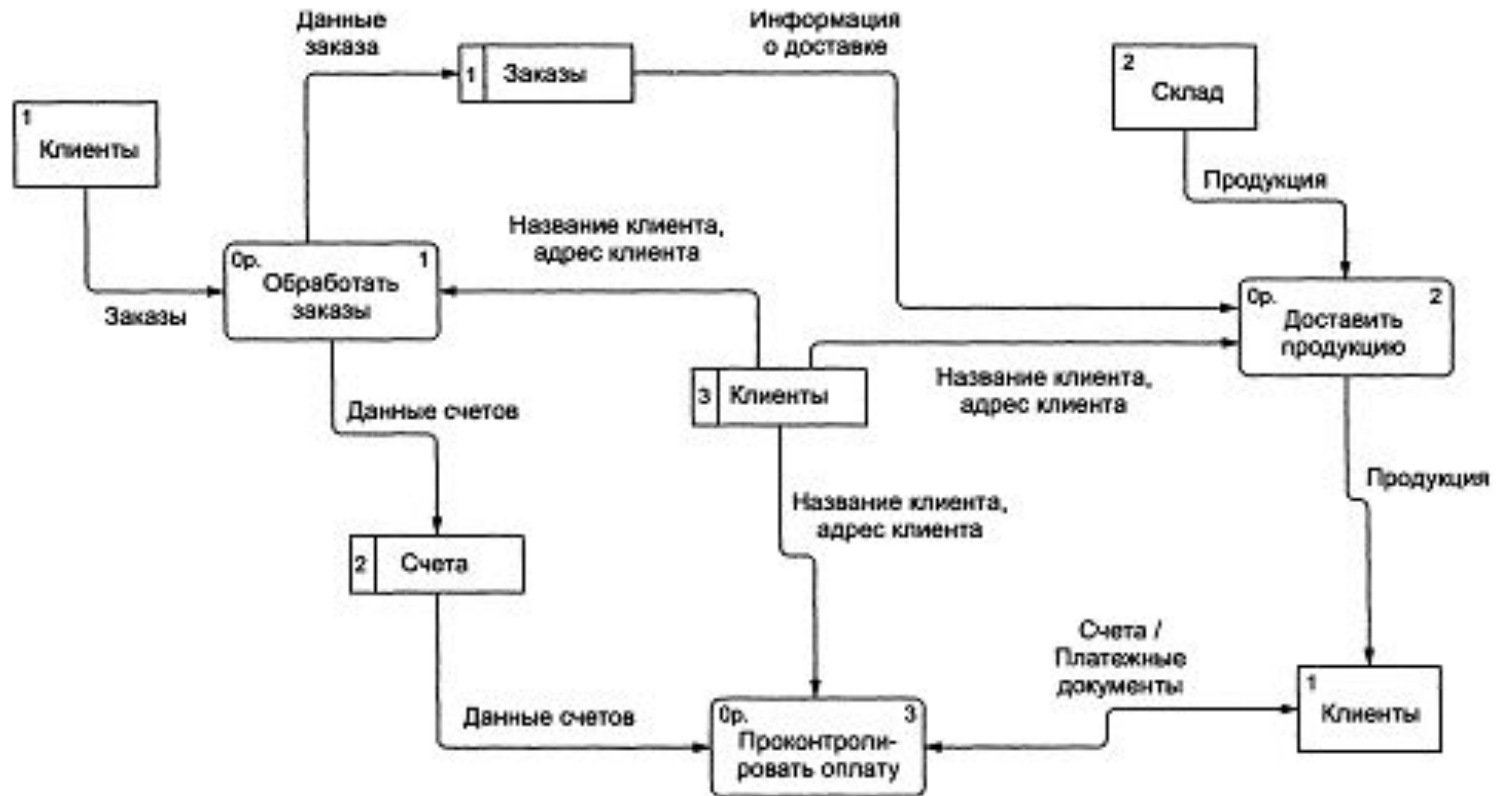 Данные
заказа
Информация
о доставке
1 Заказы
2
Склад
1
Клиенты
Продукция
Название клиента,
адрес клиента
0р. 1
Обработать
заказы
Заказы
0р. 2
Доставить
продукцию
3 Клиенты
Название клиента,
адрес клиента
Данные счетов
Продукция
Название клиента,
адрес клиента
2 Счета
Счета /
Платежные
документы
1
Клиенты
Данные счетов
0р. 3
Проконтроли-
ровать оплату